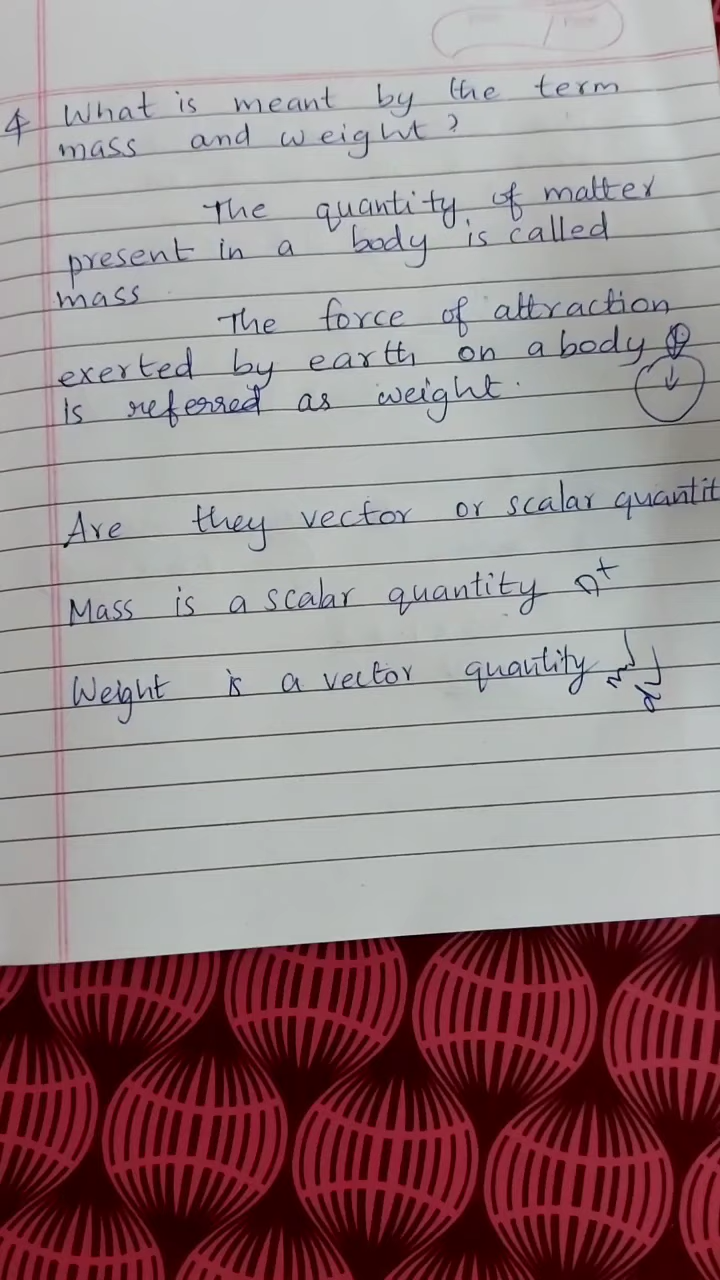 4 What is meant by the term
mass and weight?
The quantity of matter
present in a body is called
mass.
The force of attraction
exerted by earth on a body
is referred as weight.
Are they vector or scalar quantit
Mass is a scalar quantity
Weight is a vector quantity